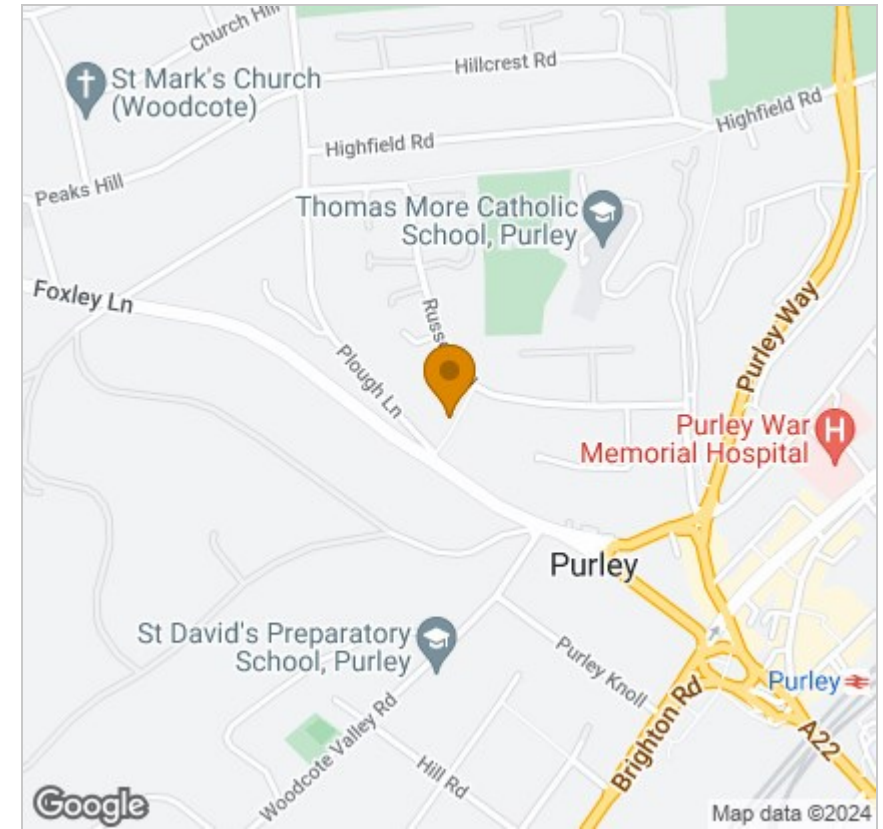 Church Hill
St Mark's Church
(Woodcote)
Hillcrest Rd
Highfield Rd
Highfield Rd
Peaks Hill
Thomas More Catholic
School, Purley
Foxley Ln
Plough Ln
Purley Way
Purley War
Memorial Hospital
H
Purley
St David's Preparatory
School, Purley
Purley Knoll
Purley
Woodcote Valley Rd
Hill Rd
Brighton Rd
A22
Google
Map data ©2024